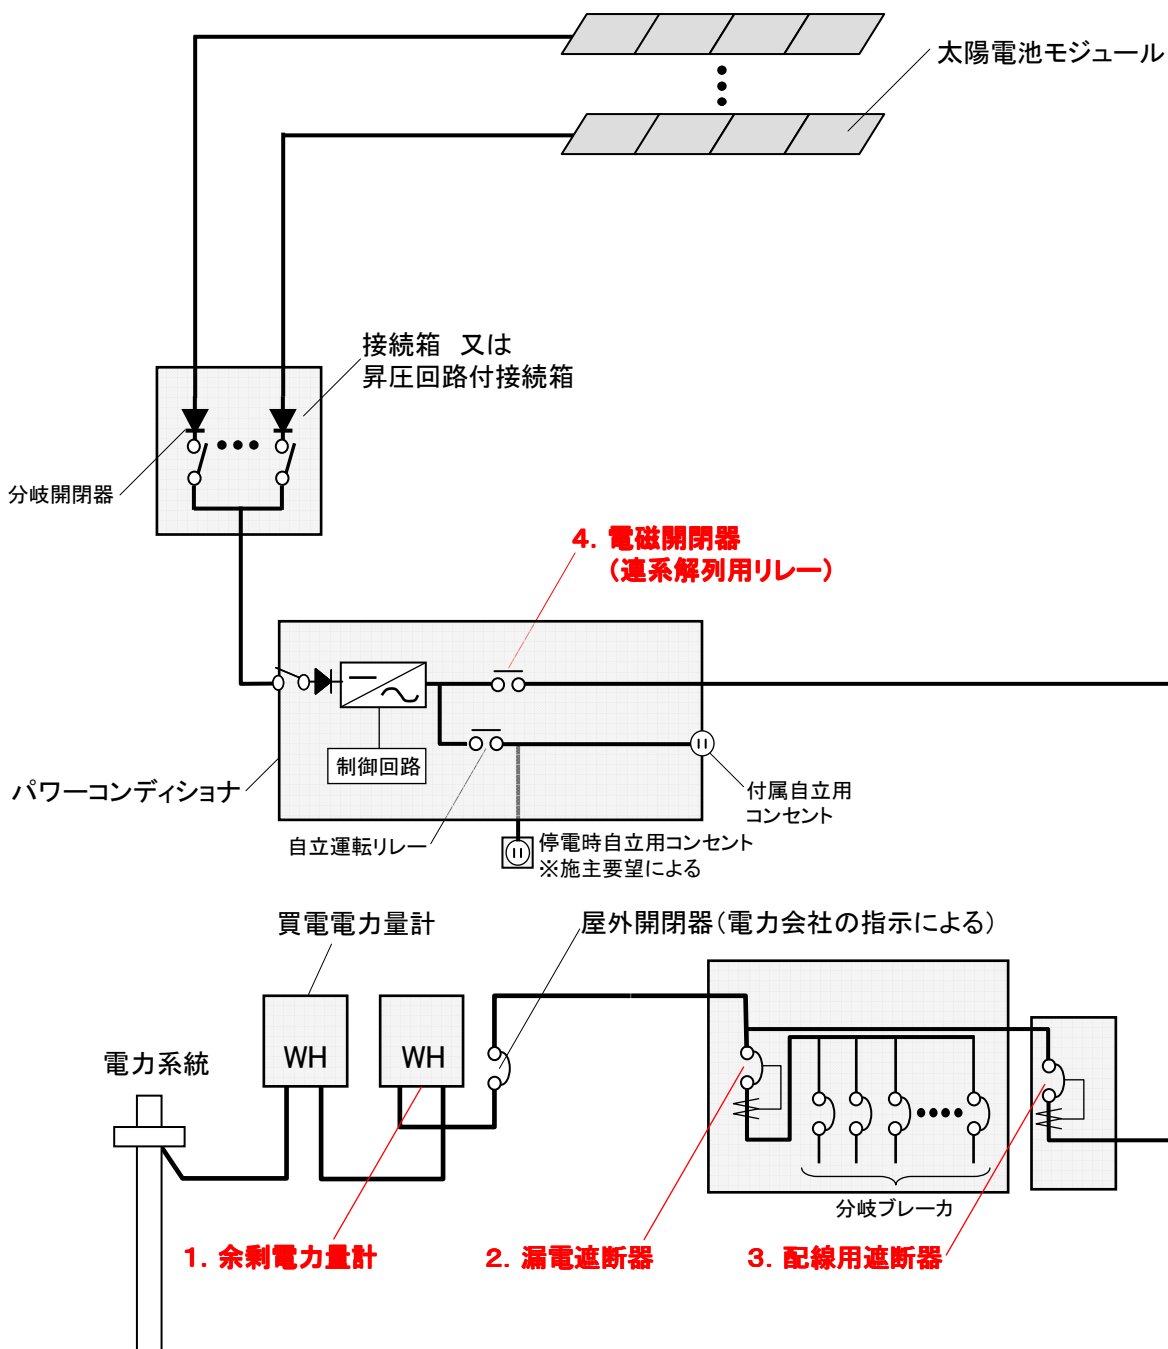 太陽電池モジュール
接続箱　又は
昇圧回路付接続箱
分岐開閉器
4. 電磁開閉器
（連系解列用リレー）
制御回路
パワーコンディショナ
付属自立用
コンセント
自立運転リレー
停電時自立用コンセント
※施主要望による
買電電力量計
屋外開閉器（電力会社の指示による）
WH
WH
電力系統
分岐ブレーカ
1. 余剰電力量計
2. 漏電遮断器
3. 配線用遮断器